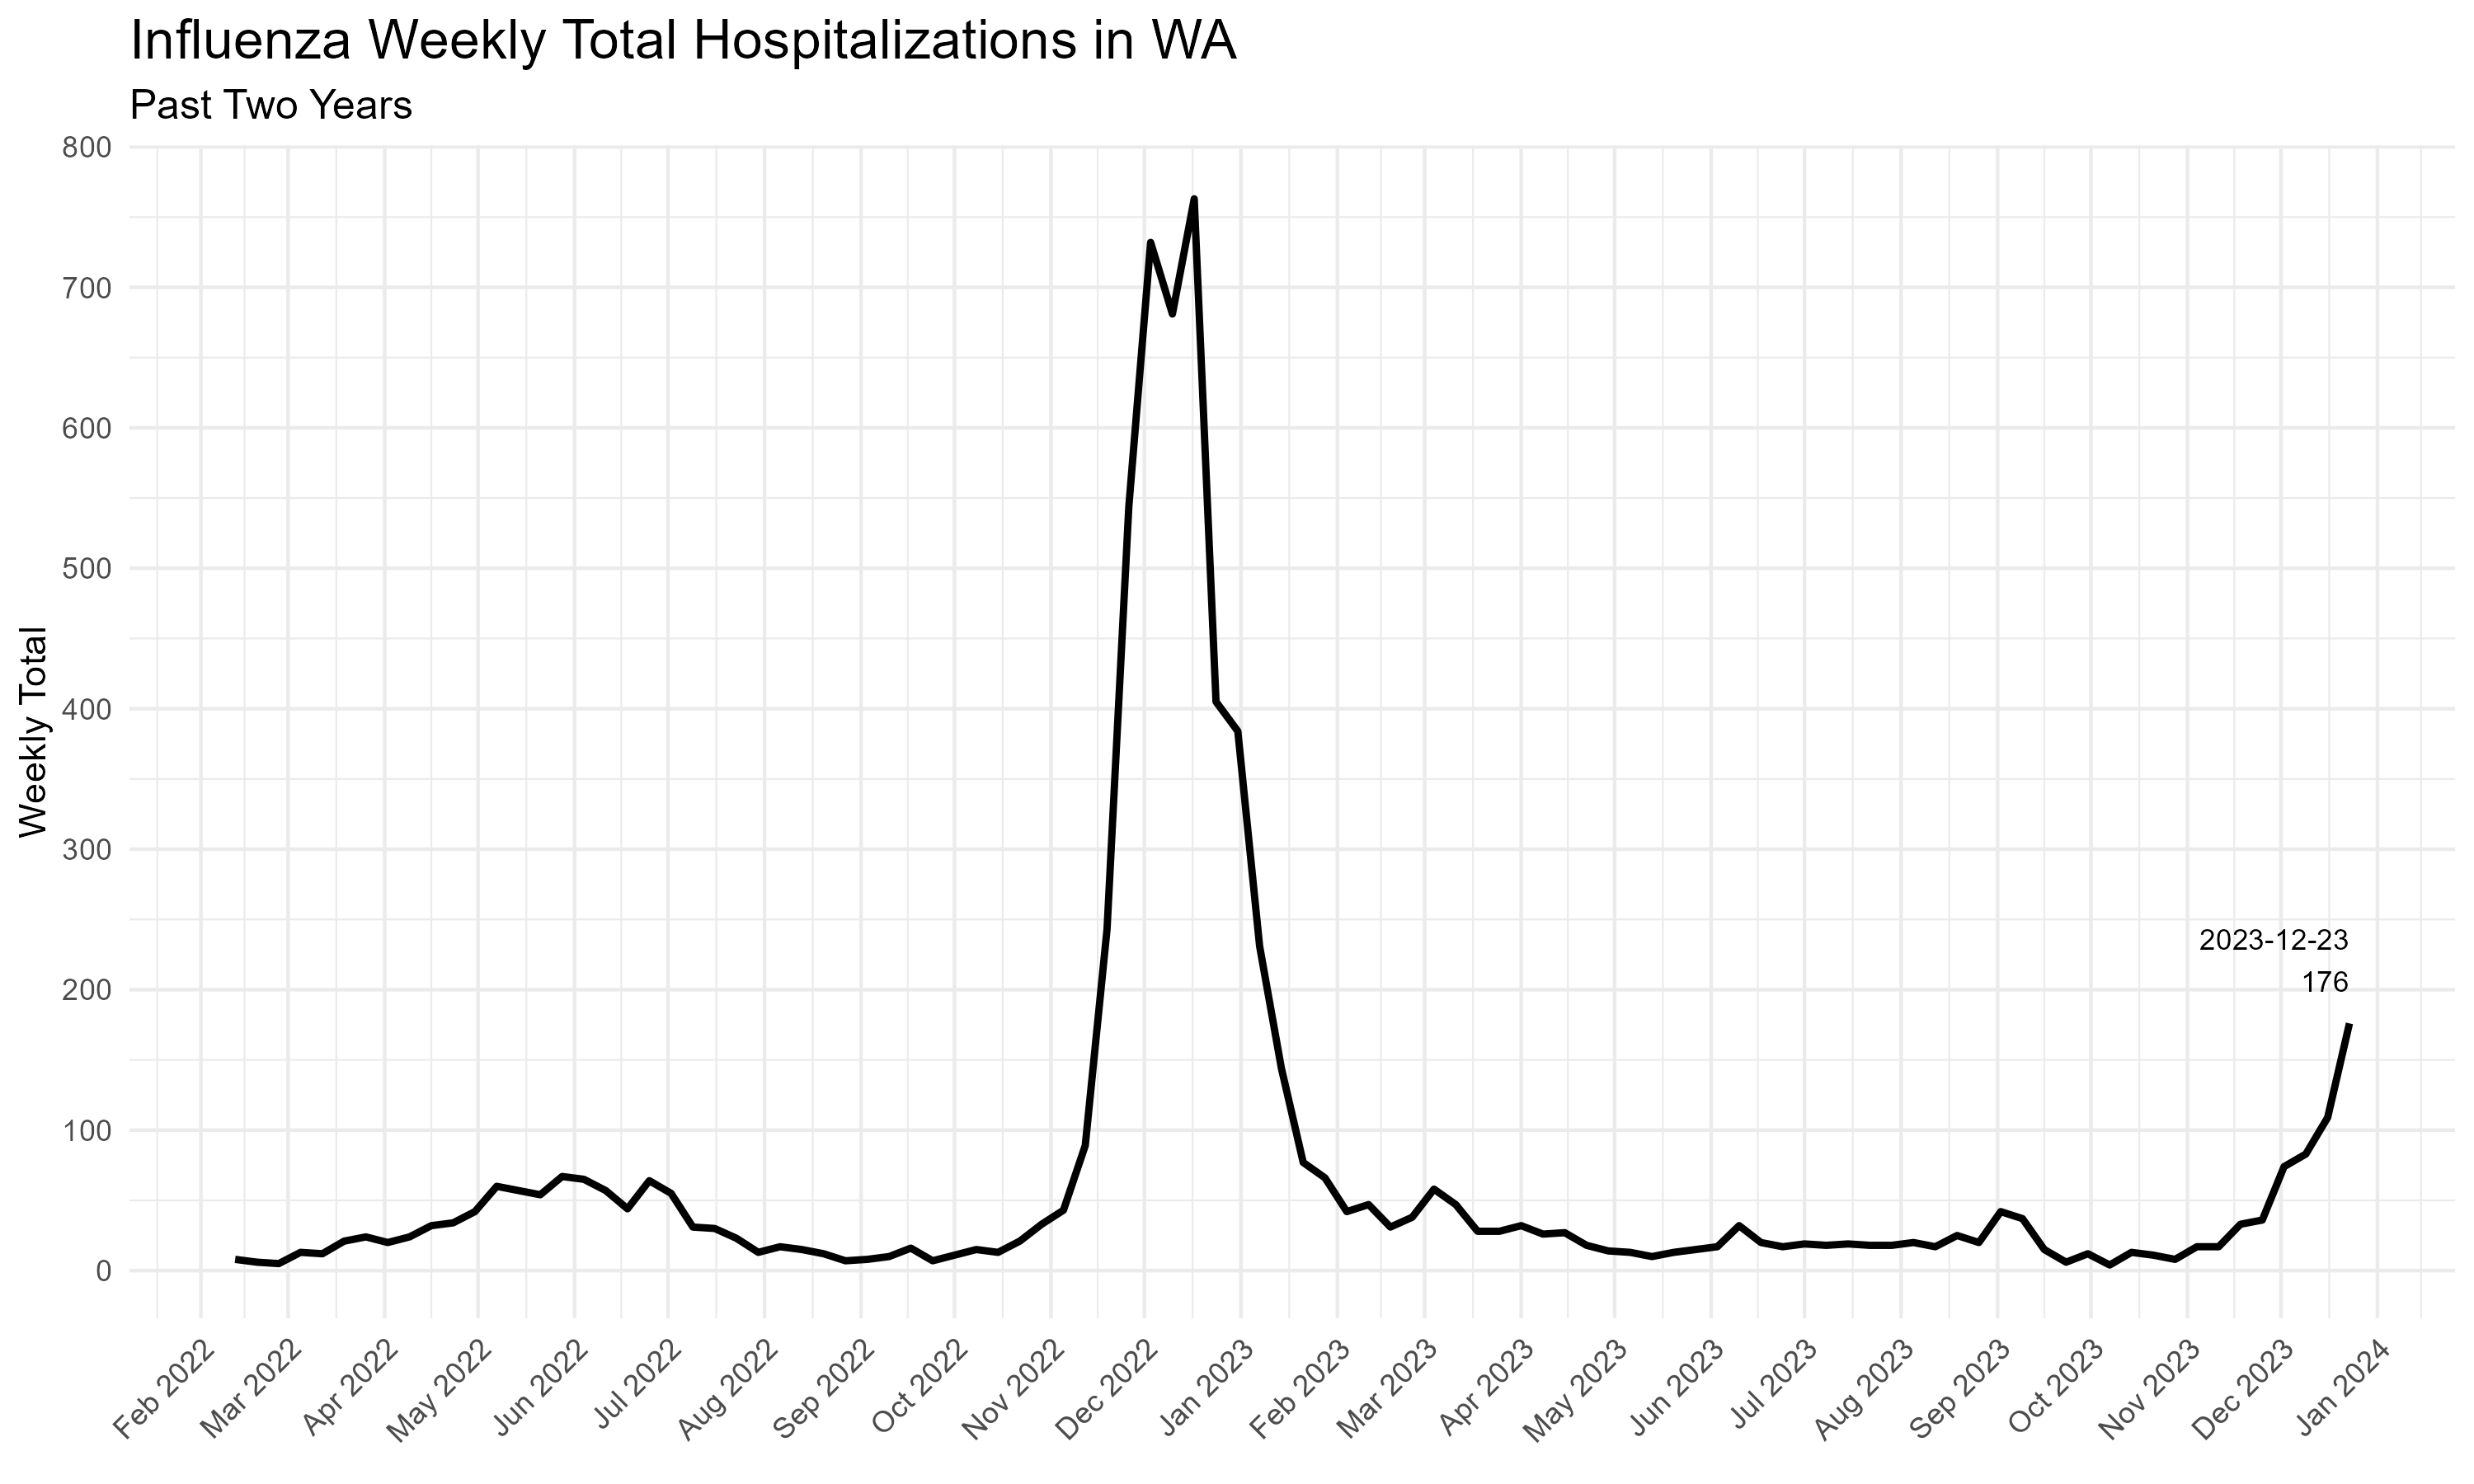 Influenza Weekly Total Hospitalizations in WA
Past Two Years
800
700
600
500
400
300
200
100
0
Weekly Total
2023-12-23
176
Feb 2022
Mar 2022
Apr 2022
May 2022
Jun 2022
Jul 2022
Aug 2022
Sep 2022
Oct 2022
Nov 2022
Dec 2022
Jan 2023
Feb 2023
Mar 2023
Apr 2023
May 2023
Jun 2023
Jul 2023
Aug 2023
Sep 2023
Oct 2023
Nov 2023
Dec 2023
Jan 2024